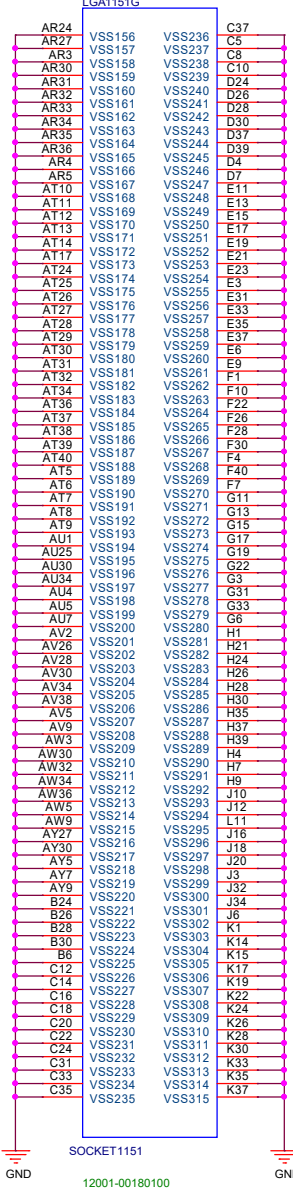 LGA1151G
AR24 VSS156 VSS236 C37
AR27 VSS157 VSS237 C5
AR3 VSS158 VSS238 C8
AR30 VSS159 VSS239 C10
AR31 VSS160 VSS240 D24
AR32 VSS161 VSS241 D26
AR33 VSS162 VSS242 D28
AR34 VSS163 VSS243 D30
AR35 VSS164 VSS244 D37
AR36 VSS165 VSS245 D39
AR4 VSS166 VSS246 D4
AR5 VSS167 VSS247 D7
AT10 VSS168 VSS248 E11
AT11 VSS169 VSS249 E13
AT12 VSS170 VSS250 E15
AT13 VSS171 VSS251 E17
AT14 VSS172 VSS252 E19
AT17 VSS173 VSS253 E21
AT24 VSS174 VSS254 E23
AT25 VSS175 VSS255 E3
AT26 VSS176 VSS256 E31
AT27 VSS177 VSS257 E33
AT28 VSS178 VSS258 E35
AT29 VSS179 VSS259 E37
AT30 VSS180 VSS260 E6
AT31 VSS181 VSS261 E9
AT32 VSS182 VSS262 F1
AT34 VSS183 VSS263 F10
AT36 VSS184 VSS264 F22
AT37 VSS185 VSS265 F26
AT38 VSS186 VSS266 F28
AT39 VSS187 VSS267 F30
AT40 VSS188 VSS268 F4
AT5 VSS189 VSS269 F40
AT6 VSS190 VSS270 F7
AT7 VSS191 VSS271 G11
AT8 VSS192 VSS272 G13
AT9 VSS193 VSS273 G15
AU1 VSS194 VSS274 G17
AU25 VSS195 VSS275 G19
AU30 VSS196 VSS276 G22
AU34 VSS197 VSS277 G3
AU4 VSS198 VSS278 G31
AU5 VSS199 VSS279 G33
AU7 VSS200 VSS280 G6
AV2 VSS201 VSS281 H1
AV26 VSS202 VSS282 H21
AV28 VSS203 VSS283 H24
AV30 VSS204 VSS284 H26
AV34 VSS205 VSS285 H28
AV38 VSS206 VSS286 H30
AV5 VSS207 VSS287 H35
AV9 VSS208 VSS288 H37
AW3 VSS209 VSS289 H39
AW30 VSS210 VSS290 H4
AW32 VSS211 VSS291 H7
AW34 VSS212 VSS292 H9
AW36 VSS213 VSS293 J10
AW5 VSS214 VSS294 J12
AW9 VSS215 VSS295 L11
AY27 VSS216 VSS296 J16
AY30 VSS217 VSS297 J18
AY5 VSS218 VSS298 J20
AY7 VSS219 VSS299 J3
AY9 VSS220 VSS300 J32
B24 VSS221 VSS301 J34
B26 VSS222 VSS302 J6
B28 VSS223 VSS303 K1
B30 VSS224 VSS304 K14
B6 VSS225 VSS305 K15
C12 VSS226 VSS306 K17
C14 VSS227 VSS307 K19
C16 VSS228 VSS308 K22
C18 VSS229 VSS309 K24
C20 VSS230 VSS310 K26
C22 VSS231 VSS311 K28
C24 VSS232 VSS312 K30
C31 VSS233 VSS313 K33
C33 VSS234 VSS314 K35
C35 VSS235 VSS315 K37
SOCKET1151
GND
12001-00180100